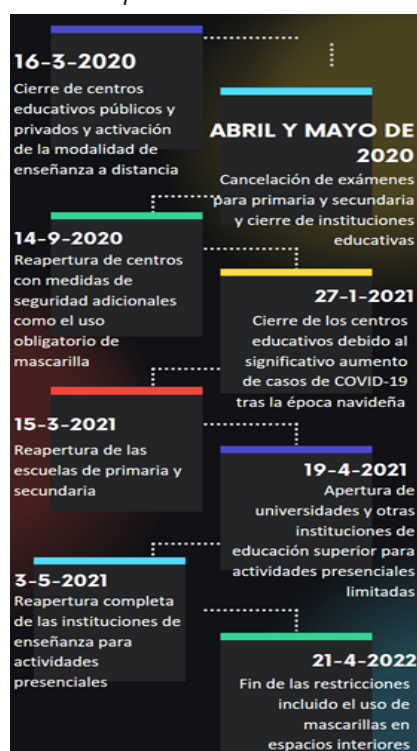 16-3-2020
Cierre de centros
educativos públicos y
privados y activación
de la modalidad de
enseñanza a distancia
ABRIL Y MAYO DE
2020
Cancelación de exámenes
para primaria y secundaria
y cierre de instituciones
educativas
14-9-2020
Reapertura de centros
con medidas de
seguridad adicionales
como el uso
obligatorio de
mascarilla
27-1-2021
Cierre de los centros
educativos debido al
significativo aumento
de casos de COVID-19
tras la época navideña
15-3-2021
Reapertura de las
escuelas de primaria y
secundaria
19-4-2021
Apertura de
universidades y otras
instituciones de
educación superior para
actividades presenciales
limitadas
3-5-2021
Reapertura completa
de las instituciones de
enseñanza para
actividades
presenciales
21-4-2022
Fin de las restricciones
incluido el uso de
mascarillas en
espacios interiores